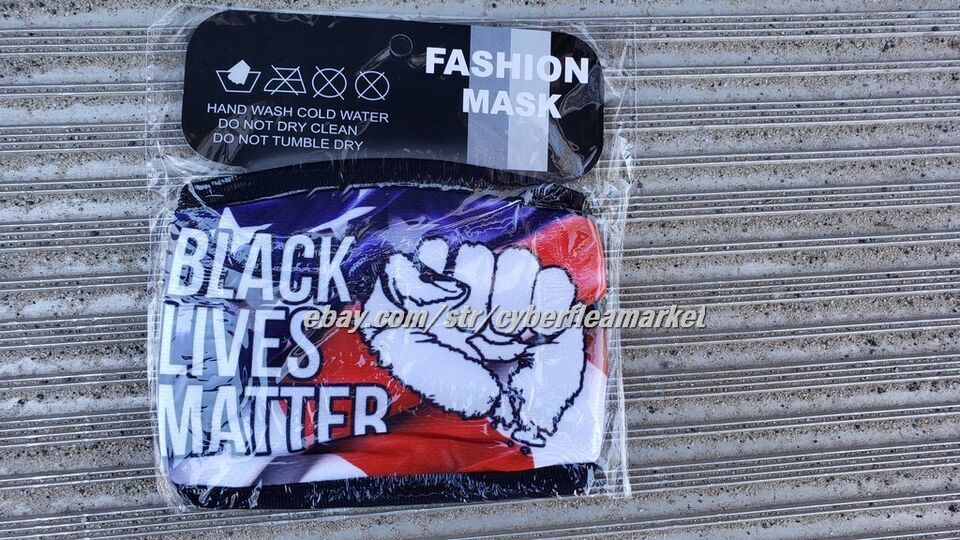 FASHION
MASK
HAND WASH COLD WATER
DO NOT DRY CLEAN
DO NOT TUMBLE DRY
BLACK
LIVES
MATTER
ebay.com/str/cyberfleamarket